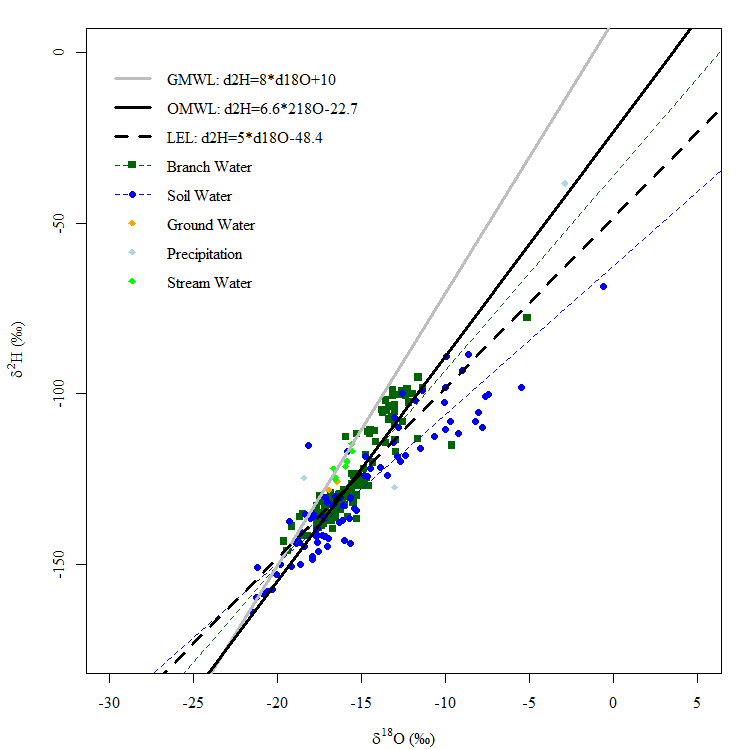 GMWL: d2H=8*d18O+10
OMWL: d2H=6.6*218O-22.7
LEL: d2H=5*d18O-48.4
Branch Water
Soil Water
Ground Water
Precipitation
Stream Water
0
-50
-100
-150
δ²H (‰)
-30 -25 -20 -15 -10 -5 0 5
δ¹⁸O (‰)